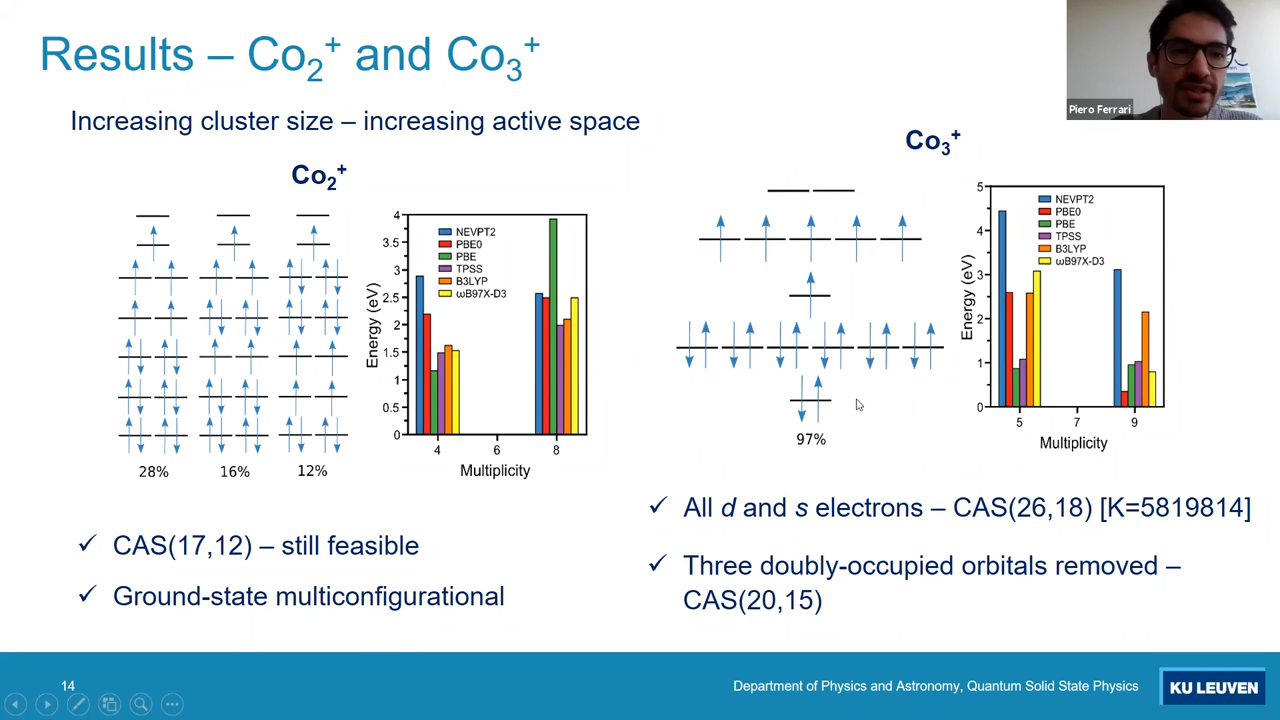 Results – Co₂⁺ and Co₃⁺
Piero Ferrari
Increasing cluster size – increasing active space
Co₂⁺
28%
16%
12%
4
3.5
3
2.5
2
1.5
1
0.5
0
Energy (eV)
NEVPT2
PBE0
PBE
TPSS
B3LYP
ωB97X-D3
4
6
8
Multiplicity
Co₃⁺
97%
5
4
3
2
1
0
Energy (eV)
NEVPT2
PBE0
PBE
TPSS
B3LYP
ωB97X-D3
5
7
9
Multiplicity
✓ CAS(17,12) – still feasible
✓ Ground-state multiconfigurational
✓ All d and s electrons – CAS(26,18) [K=5819814]
✓ Three doubly-occupied orbitals removed –
CAS(20,15)
14
Department of Physics and Astronomy, Quantum Solid State Physics
KU LEUVEN